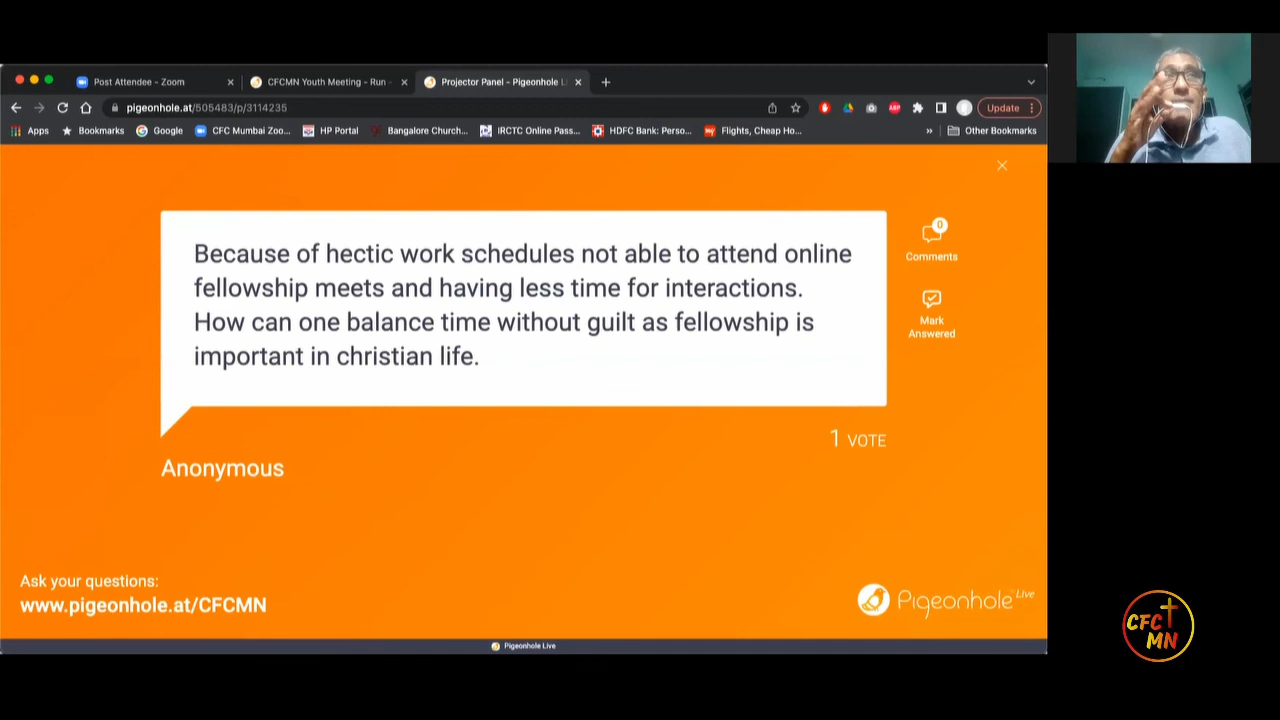 Post Attendee - Zoom
CFCMN Youth Meeting - Run -
Projector Panel - Pigeonhole Li
pigeonhole.at/505483/p/3114235
Update
Apps
Bookmarks
Google
CFC Mumbai Zoo...
HP Portal
Bangalore Church...
IRCTC Online Pass...
HDFC Bank: Perso...
Flights, Cheap Ho...
»
Other Bookmarks
Because of hectic work schedules not able to attend online
fellowship meets and having less time for interactions.
How can one balance time without guilt as fellowship is
important in christian life.
0
Comments
Mark
Answered
1 VOTE
Anonymous
Ask your questions:
www.pigeonhole.at/CFCMN
Pigeonhole Live
Pigeonhole Live
CFC
MN